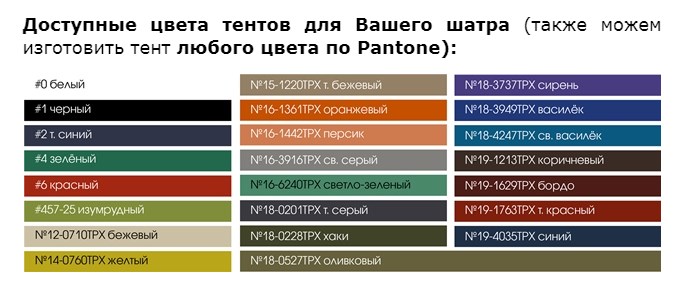 Доступные цвета тентов для Вашего шатра (также можем
изготовить тент любого цвета по Pantone):
#0 белый
#1 черный
#2 т. синий
#4 зелёный
#6 красный
#457-25 изумрудный
№12-0710TPX бежевый
№14-0760TPX желтый
№15-1220TPX т. бежевый
№16-1361TPX оранжевый
№16-1442TPX персик
№16-3916TPX св. серый
№16-6240TPX светло-зеленый
№18-0201TPX т. серый
№18-0228TPX хаки
№18-0527TPX оливковый
№18-3737TPX сирень
№18-3949TPX василёк
№18-4247TPX св. василёк
№19-1213TPX коричневый
№19-1629TPX бордо
№19-1763TPX т. красный
№19-4035TPX синий